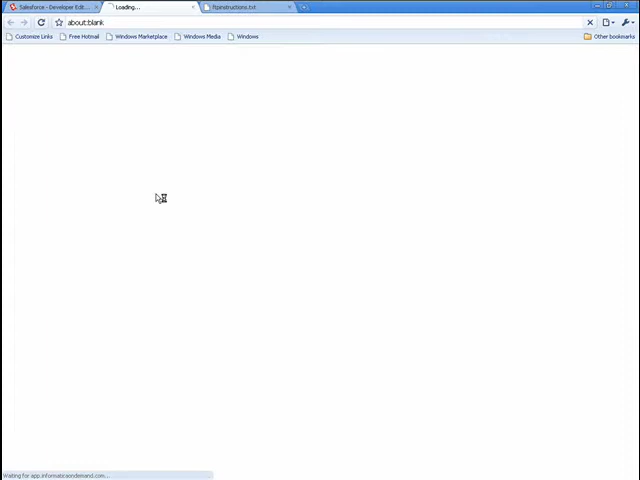 Salesforce - Developer Edit... Loading... ftpinstructions.txt
about:blank
Customize Links Free Hotmail Windows Marketplace Windows Media Windows Other bookmarks
Waiting for app.informaticaondemand.com...